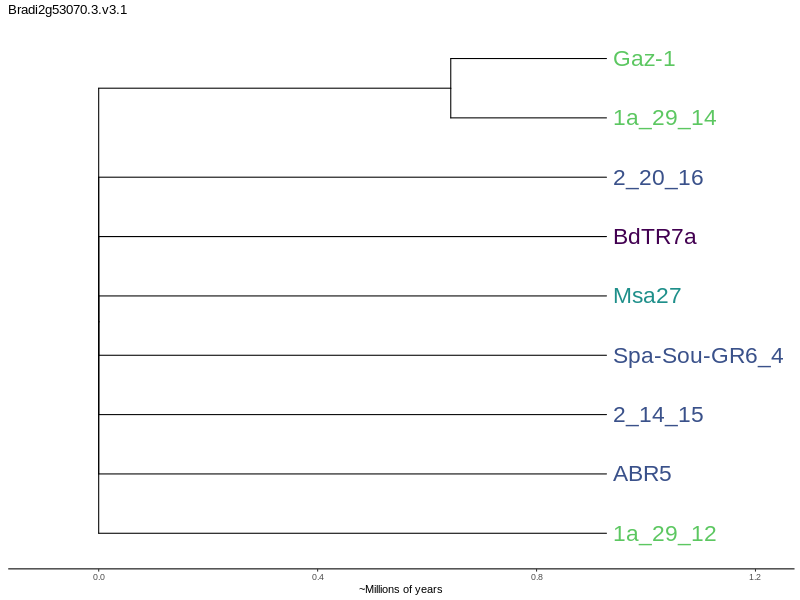 Bradi2g53070.3.v3.1
Gaz-1
1a_29_14
2_20_16
BdTR7a
Msa27
Spa-Sou-GR6_4
2_14_15
ABR5
1a_29_12
0.0 0.4 0.8 1.2
~Millions of years